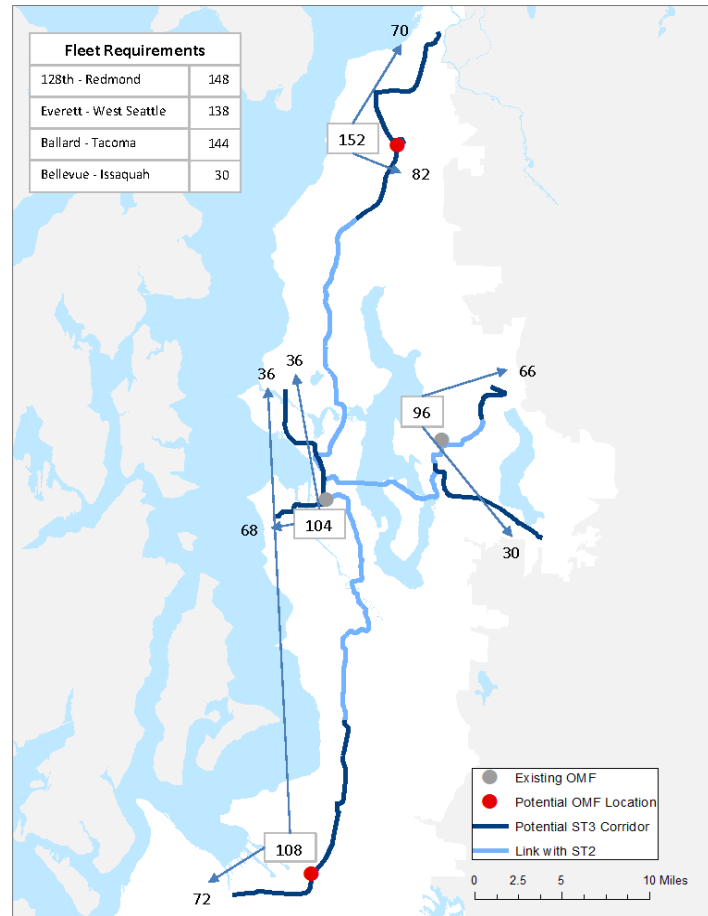 Fleet Requirements
128th - Redmond 148
Everett - West Seattle 138
Ballard - Tacoma 144
Bellevue - Issaquah 30
70
152
82
36
36
66
96
68
104
30
108
72
Existing OMF
Potential OMF Location
Potential ST3 Corridor
Link with ST2
0 2.5 5 10 Miles